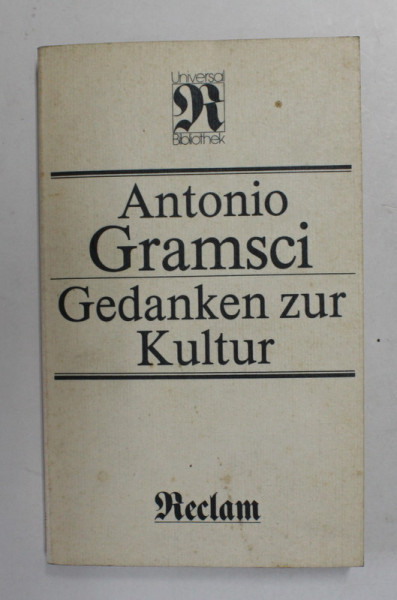 Universal
R
Bibliothek
Antonio
Gramsci
Gedanken zur
Kultur
Reclam